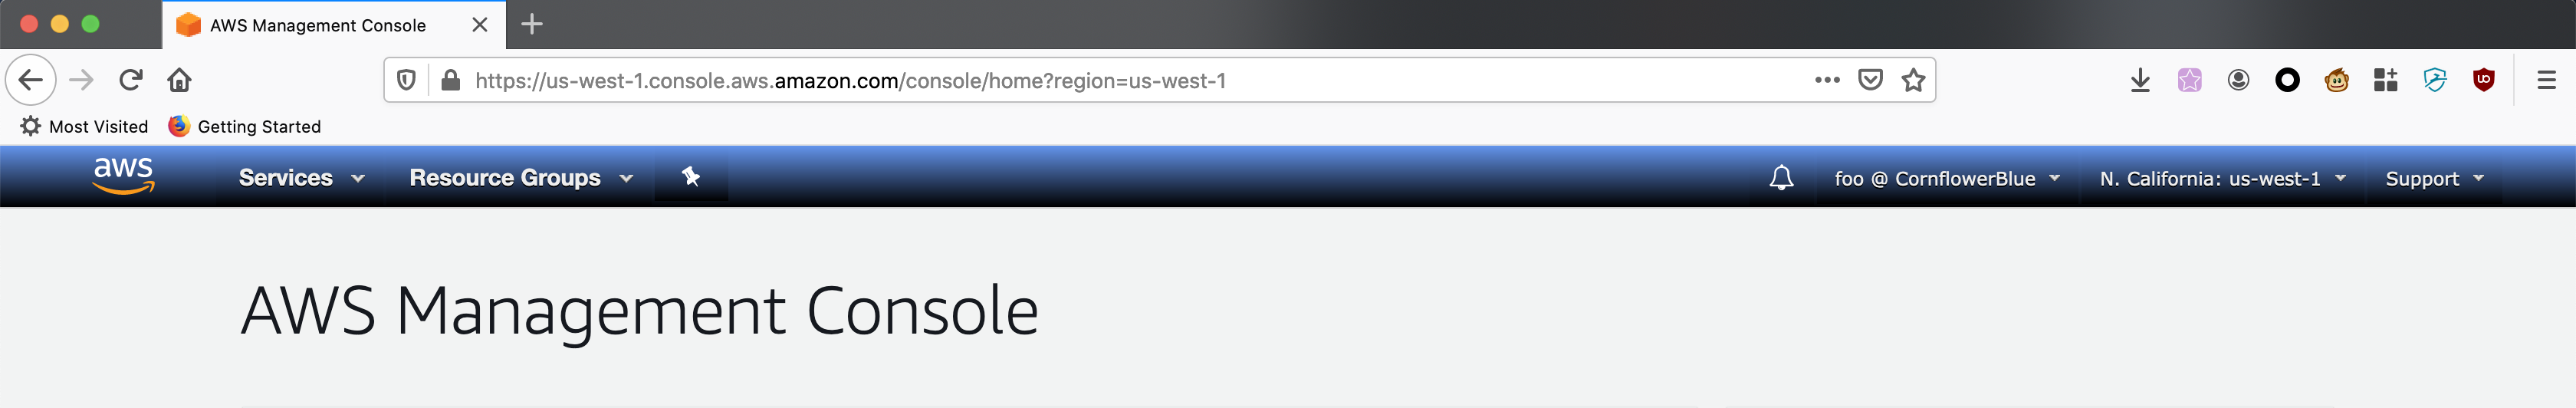 AWS Management Console
https://us-west-1.console.aws.amazon.com/console/home?region=us-west-1
Most Visited Getting Started
aws Services Resource Groups foo @ CornflowerBlue N. California: us-west-1 Support
AWS Management Console